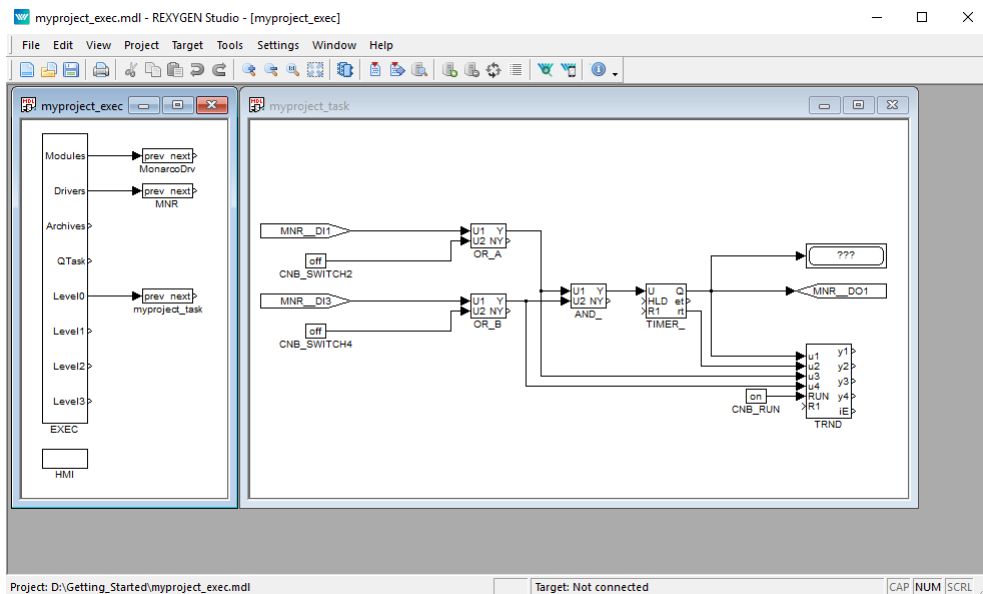 myproject_exec.mdl - REXYGEN Studio - [myproject_exec]
File Edit View Project Target Tools Settings Window Help
myproject_exec
Modules
prev next
MonarcoDrv
Drivers
prev next
MNR
Archives
QTask
Level0
prev next
myproject_task
Level1
Level2
Level3
EXEC
HMI
myproject_task
MNR__DI1
U1 Y
U2 NY
OR_A
off
CNB_SWITCH2
MNR__DI3
U1 Y
U2 NY
OR_B
off
CNB_SWITCH4
U1 Y
U2 NY
AND_
U Q
HLD et
R1 rt
TIMER_
???
MNR__DO1
u1 y1
u2 y2
u3 y3
u4
RUN y4
R1 iE
TRND
on
CNB_RUN
Project: D:\Getting_Started\myproject_exec.mdl
Target: Not connected
CAP NUM SCRL